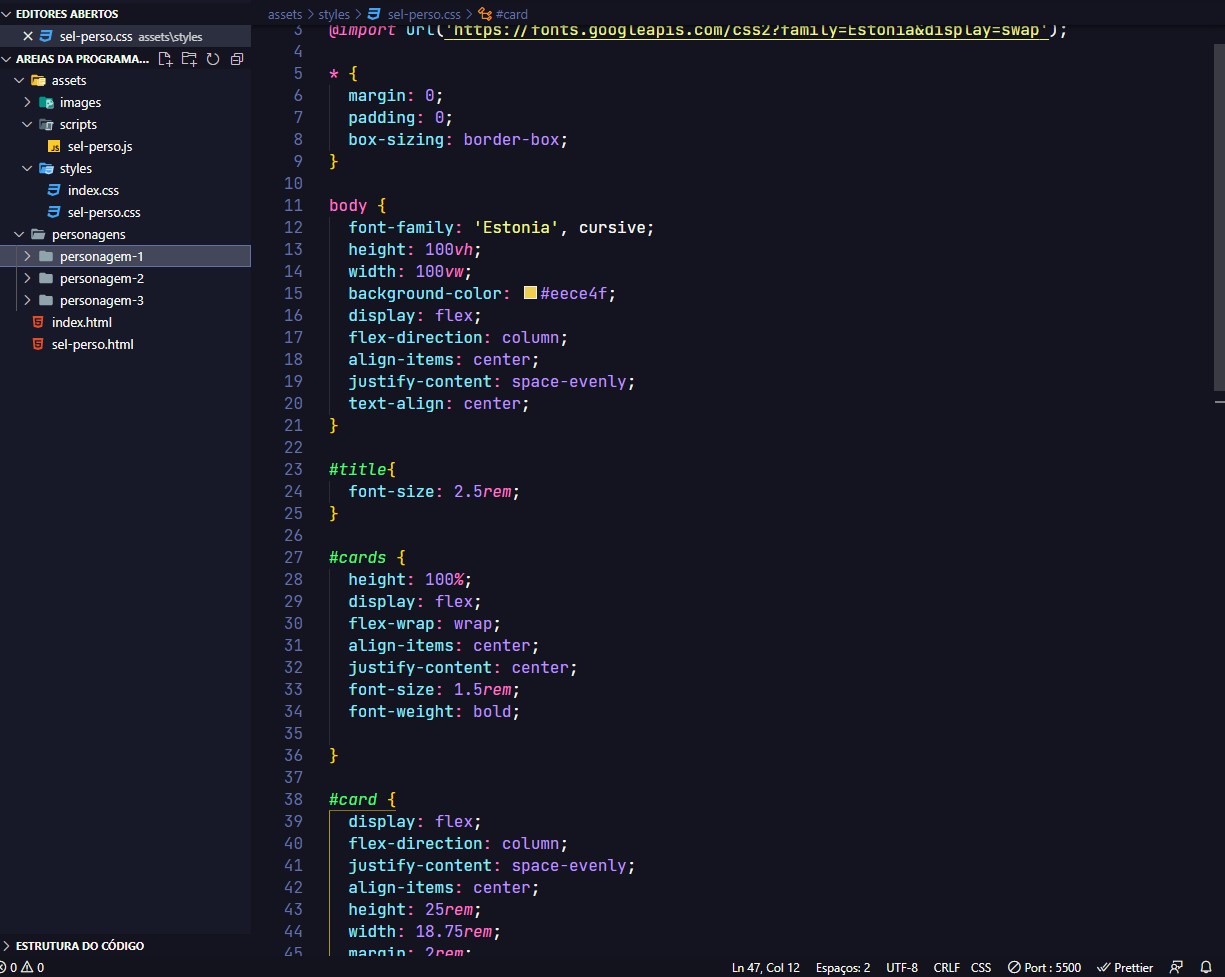 EDITORES ABERTOS
sel-perso.css assets\styles
AREIAS DA PROGRAMA...
assets
images
scripts
sel-perso.js
styles
index.css
sel-perso.css
personagens
personagem-1
personagem-2
personagem-3
index.html
sel-perso.html
ESTRUTURA DO CÓDIGO
assets > styles > sel-perso.css > #card
3 @import url('https://fonts.googleapis.com/css2?family=Estonia&display=swap');
4
5 * {
6 margin: 0;
7 padding: 0;
8 box-sizing: border-box;
9 }
10
11 body {
12 font-family: 'Estonia', cursive;
13 height: 100vh;
14 width: 100vw;
15 background-color: #eece4f;
16 display: flex;
17 flex-direction: column;
18 align-items: center;
19 justify-content: space-evenly;
20 text-align: center;
21 }
22
23 #title{
24 font-size: 2.5rem;
25 }
26
27 #cards {
28 height: 100%;
29 display: flex;
30 flex-wrap: wrap;
31 align-items: center;
32 justify-content: center;
33 font-size: 1.5rem;
34 font-weight: bold;
35
36 }
37
38 #card {
39 display: flex;
40 flex-direction: column;
41 justify-content: space-evenly;
42 align-items: center;
43 height: 25rem;
44 width: 18.75rem;
45 margin: 2rem;
0 0 Ln 47, Col 12 Espaços: 2 UTF-8 CRLF CSS Port : 5500 Prettier